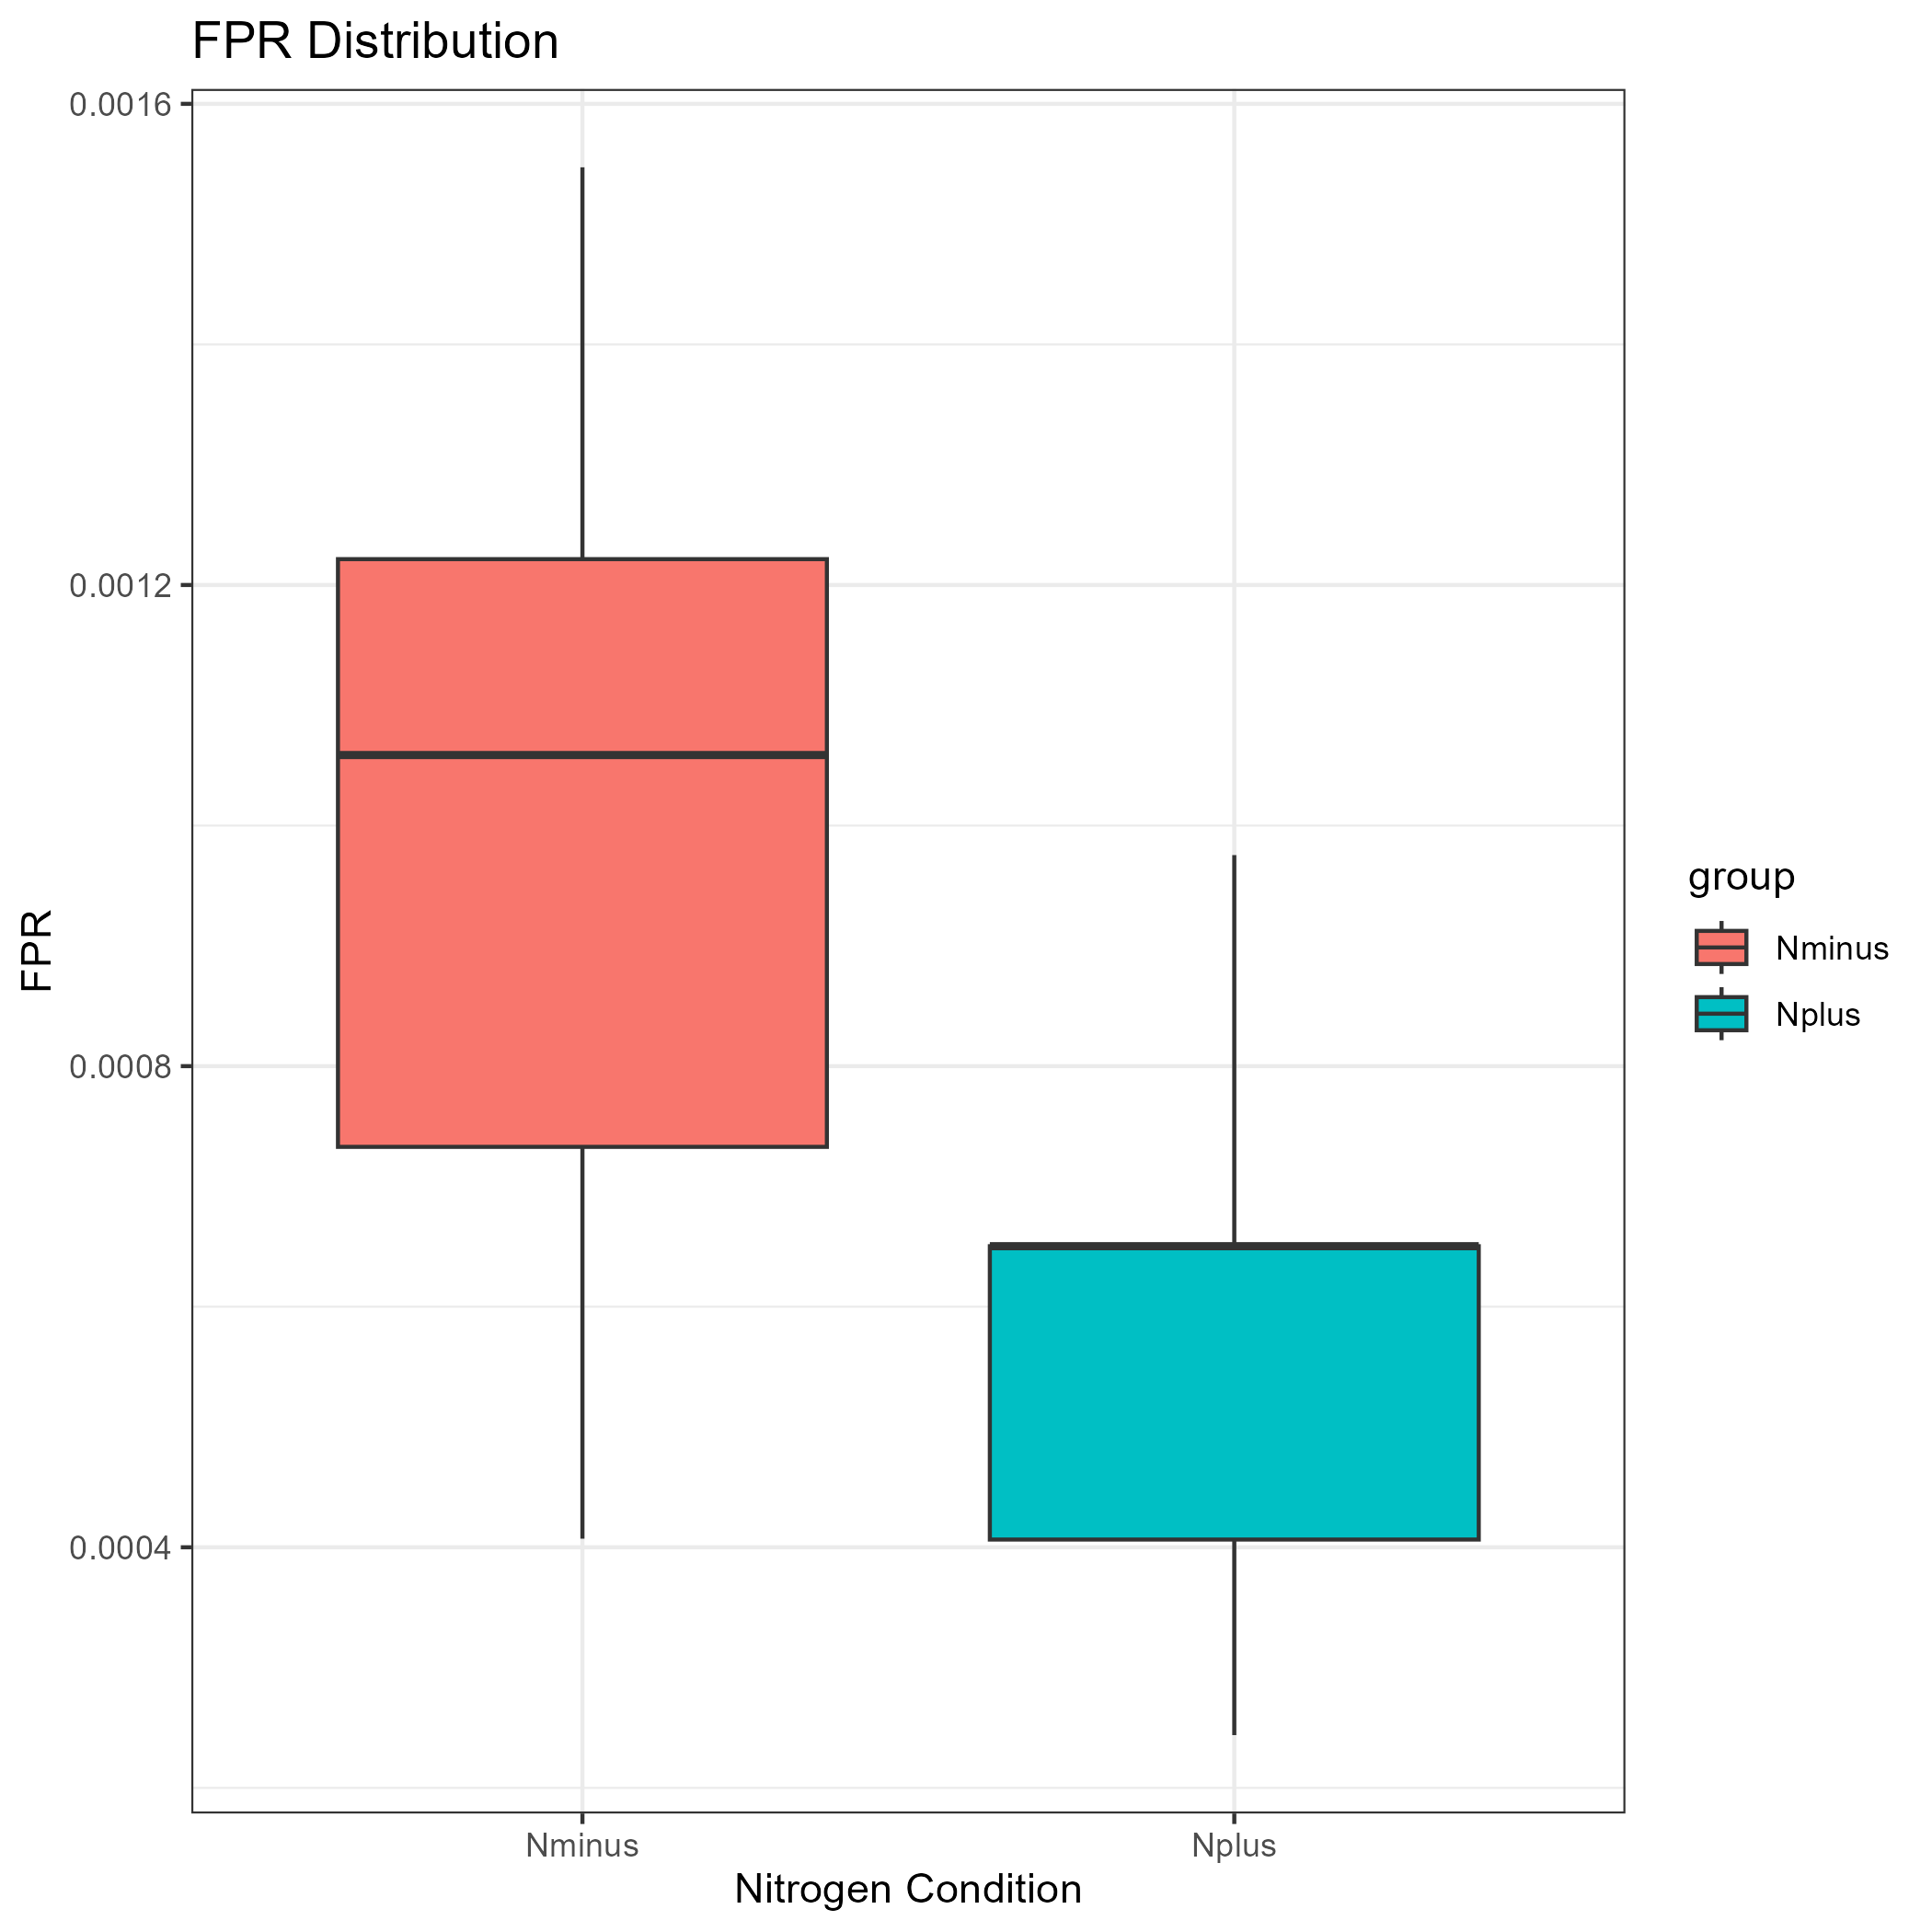 FPR Distribution
0.0016
0.0012
0.0008
0.0004
FPR
Nminus
Nplus
Nitrogen Condition
group
Nminus
Nplus